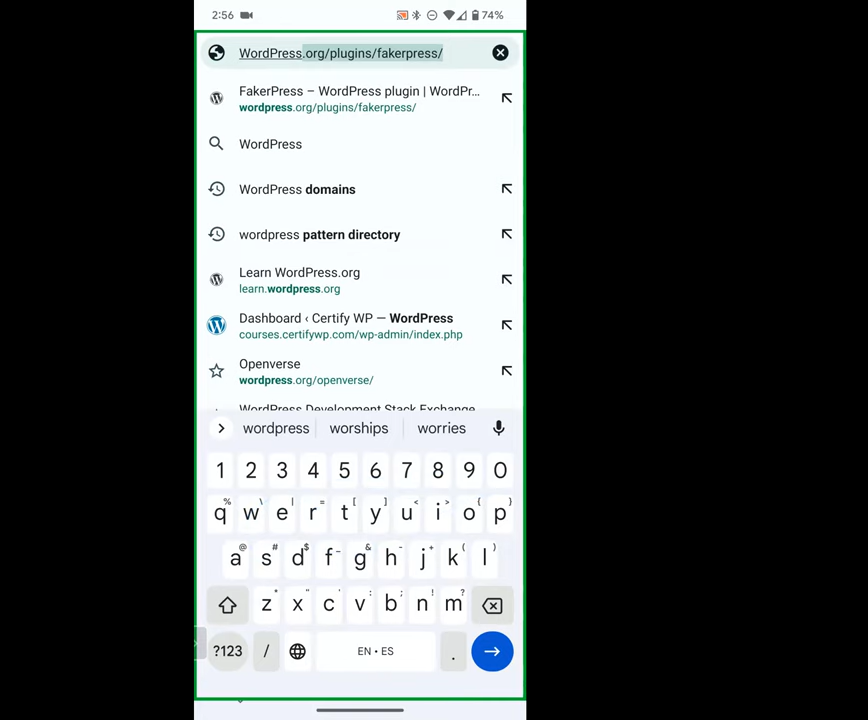 2:56
74%
WordPress.org/plugins/fakerpress/
FakerPress – WordPress plugin | WordPr...
wordpress.org/plugins/fakerpress/
WordPress
WordPress domains
wordpress pattern directory
Learn WordPress.org
learn.wordpress.org
Dashboard ‹ Certify WP — WordPress
courses.certifywp.com/wp-admin/index.php
Openverse
wordpress.org/openverse/
WordPress Development Stack Exchange
wordpress worships worries
1 2 3 4 5 6 7 8 9 0
% \ | = [ ] < > { }
q w e r t y u i o p
@ # $ - & - + ( )
a s d f g h j k l
* " ' : ; ! ?
z x c v b n m
?123 / EN • ES .